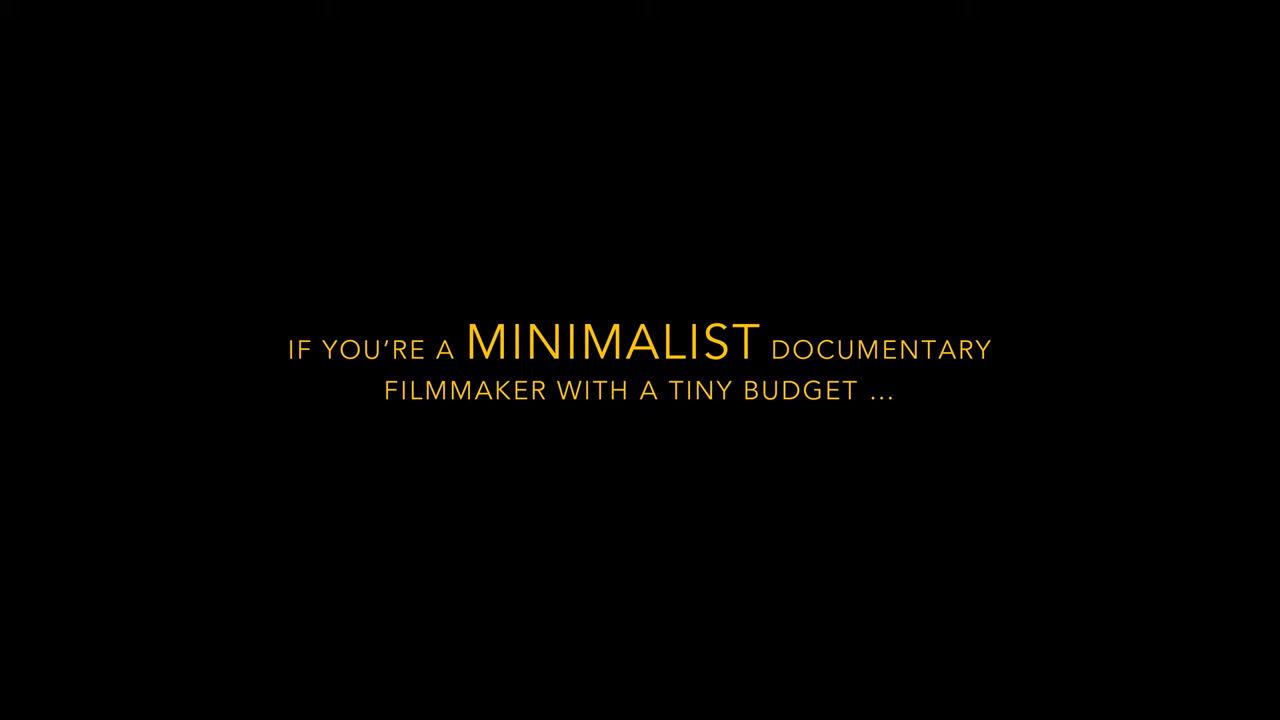 IF YOU’RE A MINIMALIST DOCUMENTARY
FILMMAKER WITH A TINY BUDGET …